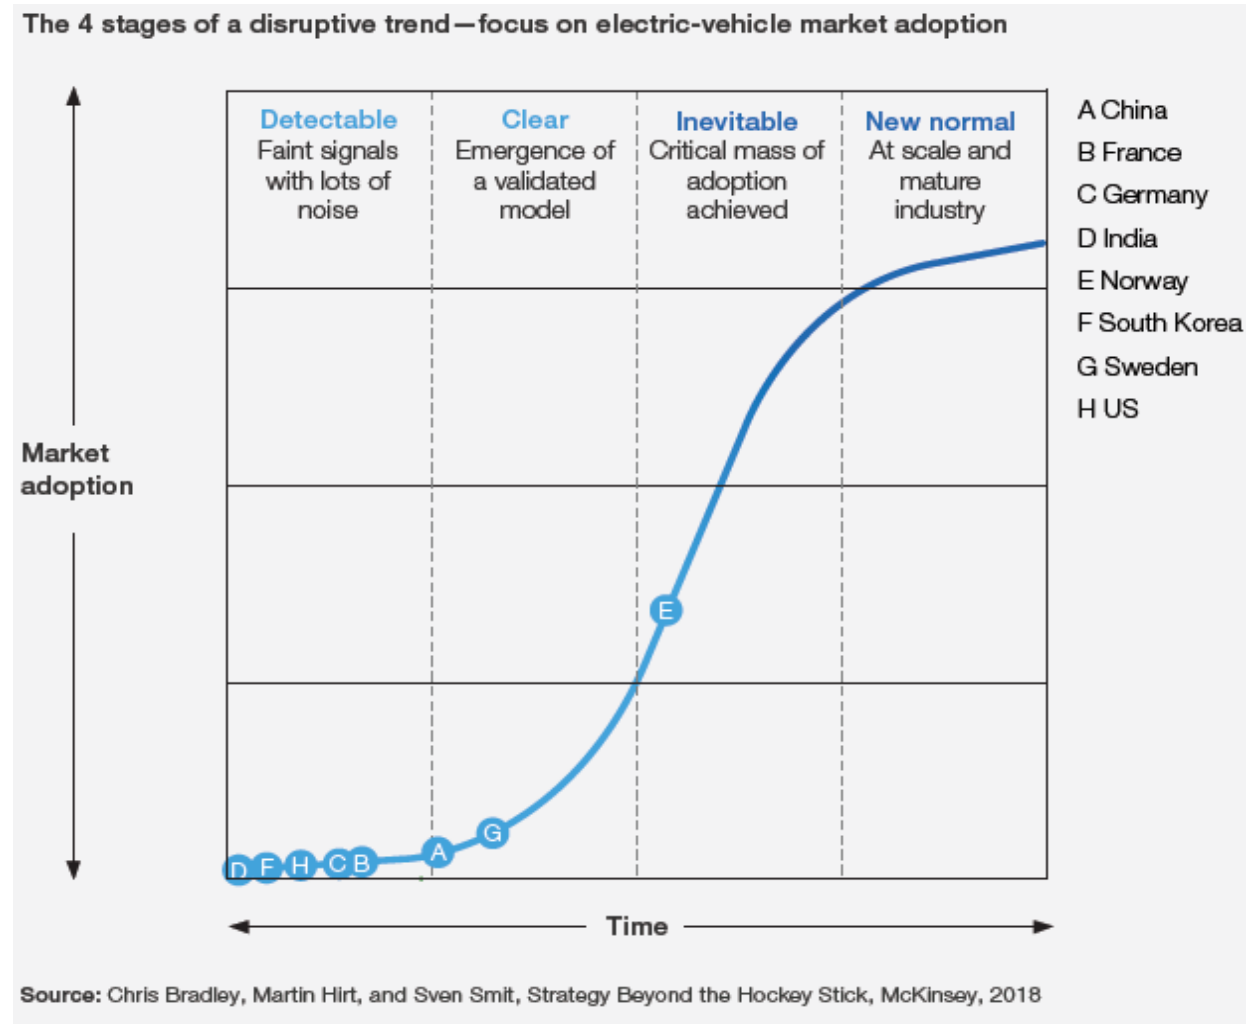 The 4 stages of a disruptive trend—focus on electric-vehicle market adoption
Detectable
Faint signals
with lots of
noise
Clear
Emergence of
a validated
model
Inevitable
Critical mass of
adoption
achieved
New normal
At scale and
mature
industry
A China
B France
C Germany
D India
E Norway
F South Korea
G Sweden
H US
Market
adoption
E
D F H C B A G
Time
Source: Chris Bradley, Martin Hirt, and Sven Smit, Strategy Beyond the Hockey Stick, McKinsey, 2018